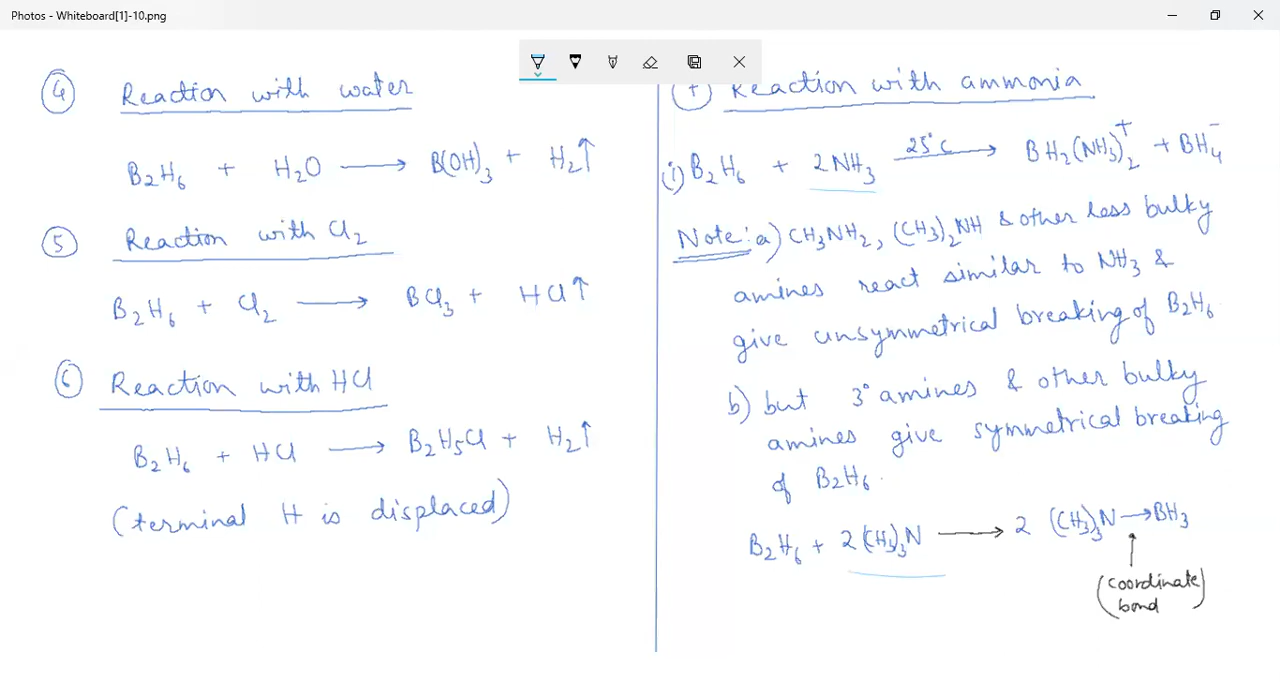 Photos - Whiteboard[1]-10.png
④ Reaction with water
B₂H₆ + H₂O ⟶ B(OH)₃ + H₂↑
⑤ Reaction with Cl₂
B₂H₆ + Cl₂ ⟶ BCl₃ + HCl↑
⑥ Reaction with HCl
B₂H₆ + HCl ⟶ B₂H₅Cl + H₂↑
(terminal H is displaced)
Reaction with ammonia
(i) B₂H₆ + 2NH₃ 25°C ⟶ BH₂(NH₃)₂⁺ + BH₄⁻
Note: a) CH₃NH₂, (CH₃)₂NH & other less bulky
amines react similar to NH₃ &
give unsymmetrical breaking of B₂H₆.
b) but 3° amines & other bulky
amines give symmetrical breaking
of B₂H₆.
B₂H₆ + 2(CH₃)₃N ⟶ 2 (CH₃)₃N→BH₃
(coordinate
bond)